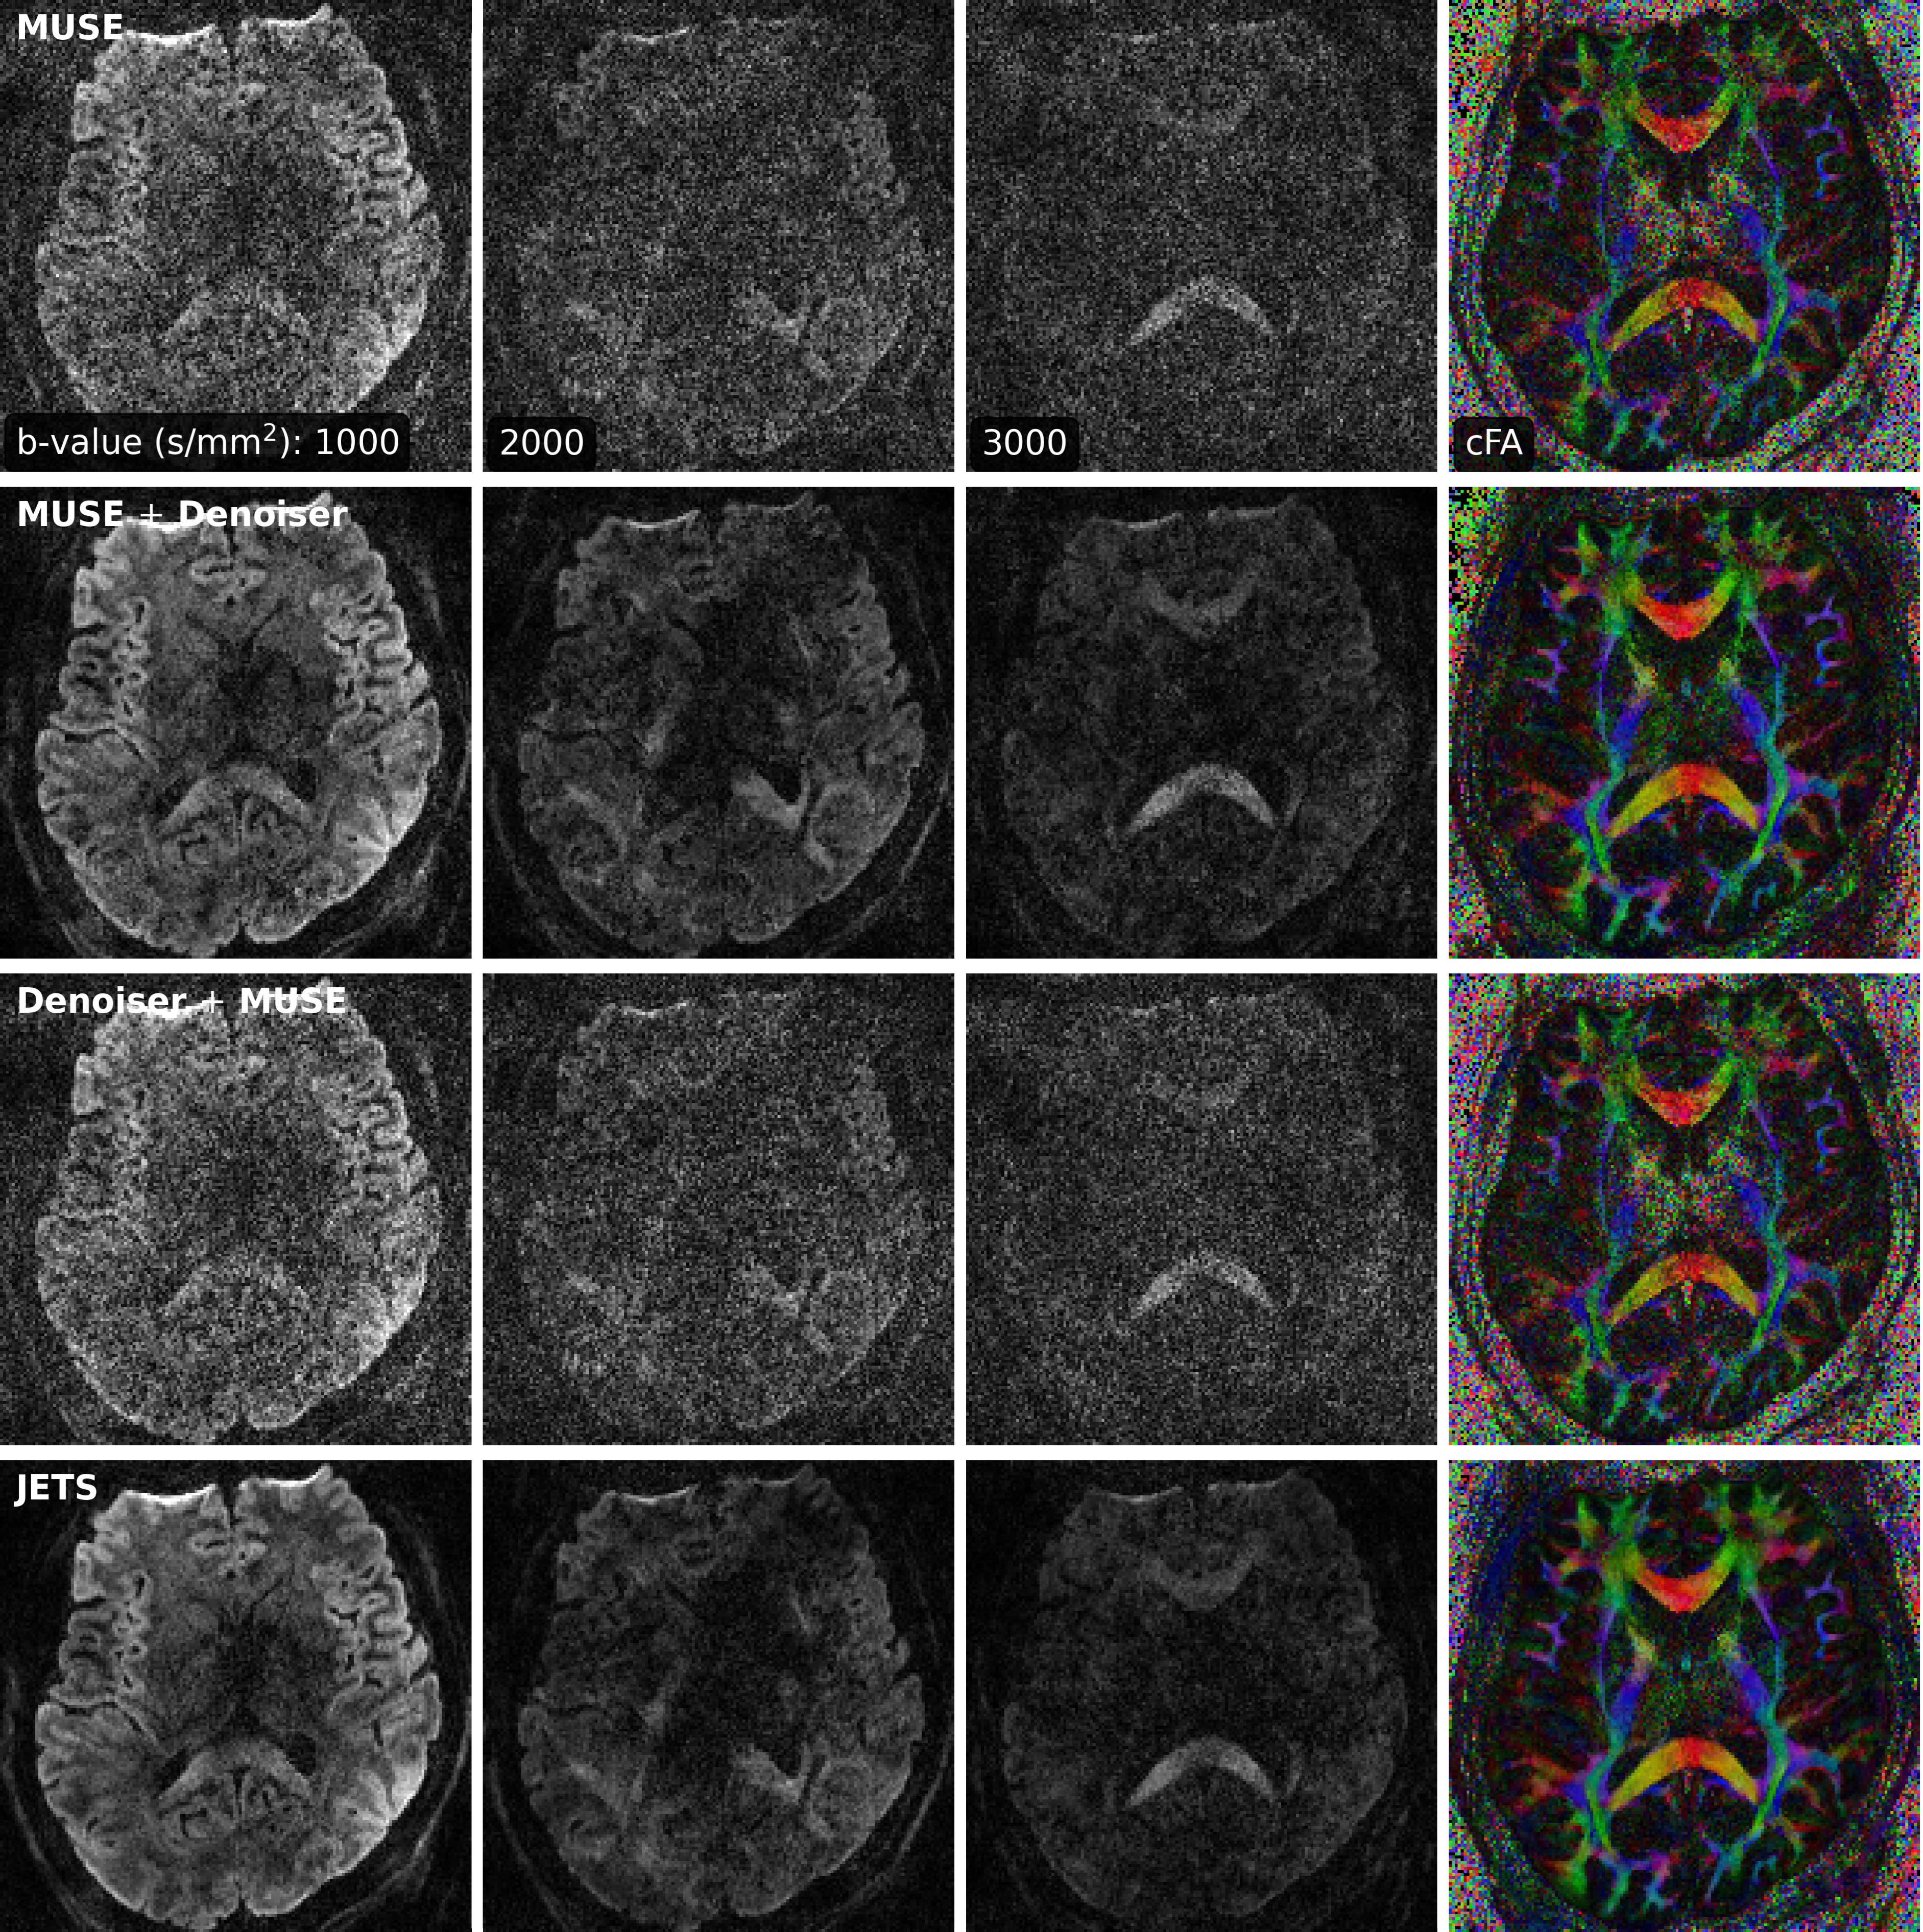 MUSE
b-value (s/mm²): 1000
2000
3000
cFA
MUSE + Denoiser
Denoiser + MUSE
JETS